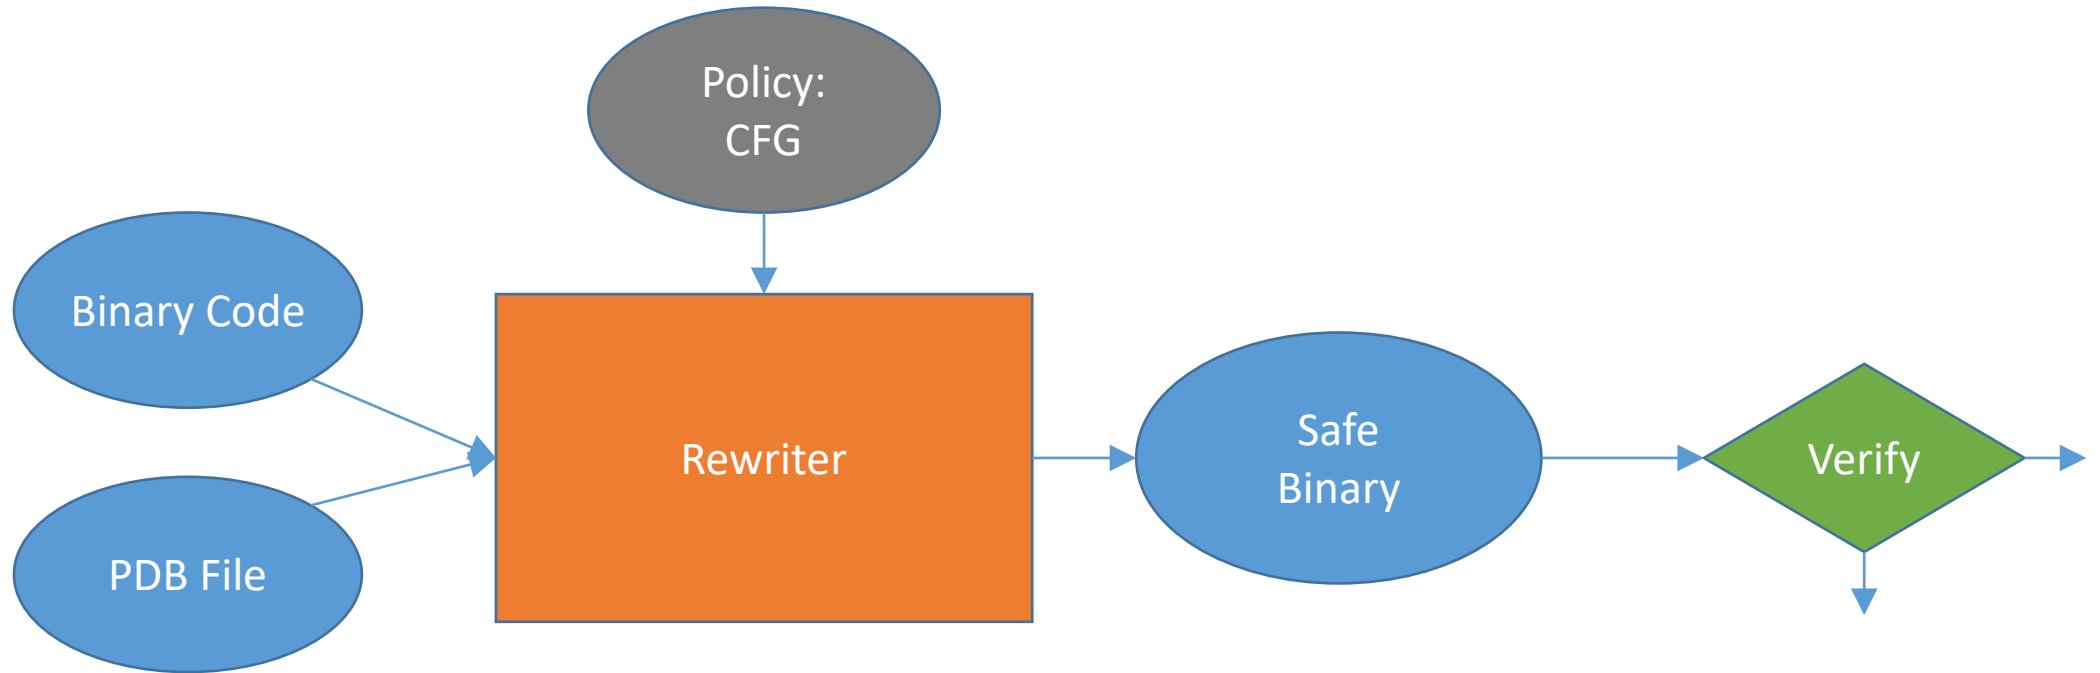 Policy:
CFG
Binary Code
PDB File
Rewriter
Safe
Binary
Verify